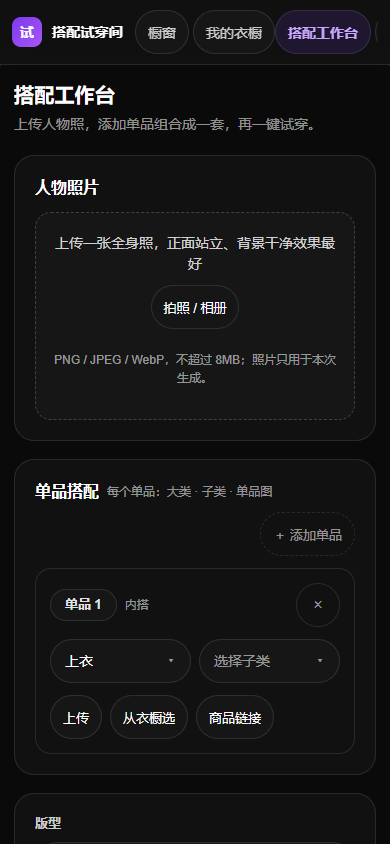 试 搭配试穿间 橱窗 我的衣橱 搭配工作台
搭配工作台
上传人物照，添加单品组合成一套，再一键试穿。
人物照片
上传一张全身照，正面站立、背景干净效果最
好
拍照 / 相册
PNG / JPEG / WebP，不超过 8MB；照片只用于本次
生成。
单品搭配 每个单品：大类 · 子类 · 单品图
+ 添加单品
单品 1 内搭 ×
上衣 选择子类
上传 从衣橱选 商品链接
版型